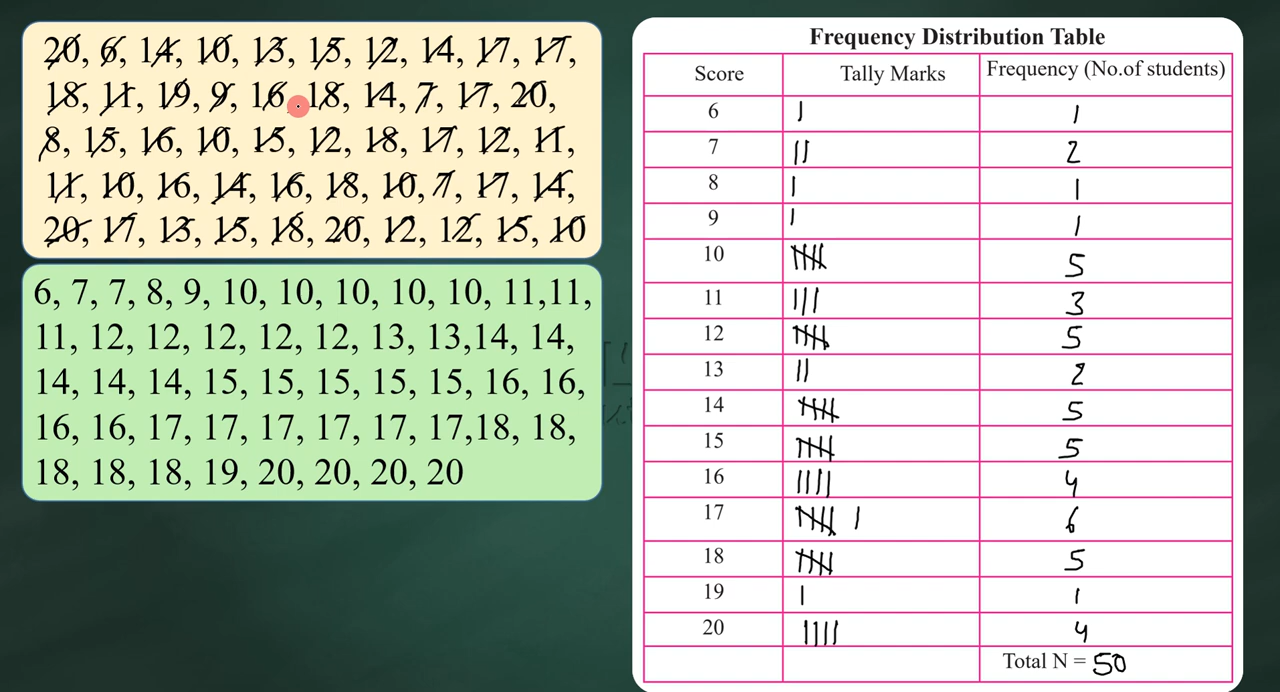 20, 6, 14, 10, 13, 15, 12, 14, 17, 17,
18, 11, 19, 9, 16, 18, 14, 7, 17, 20,
8, 15, 16, 10, 15, 12, 18, 17, 12, 11,
11, 10, 16, 14, 16, 18, 10, 7, 17, 14,
20, 17, 13, 15, 18, 20, 12, 12, 15, 10
6, 7, 7, 8, 9, 10, 10, 10, 10, 10, 11,11,
11, 12, 12, 12, 12, 12, 13, 13,14, 14,
14, 14, 14, 15, 15, 15, 15, 15, 16, 16,
16, 16, 17, 17, 17, 17, 17, 17,18, 18,
18, 18, 18, 19, 20, 20, 20, 20
Frequency Distribution Table
Score Tally Marks Frequency (No.of students)
6 | 1
7 || 2
8 | 1
9 | 1
10 𝍸 5
11 ||| 3
12 𝍸 5
13 || 2
14 𝍸 5
15 𝍸 5
16 |||| 4
17 𝍸 | 6
18 𝍸 5
19 | 1
20 |||| 4
Total N = 50